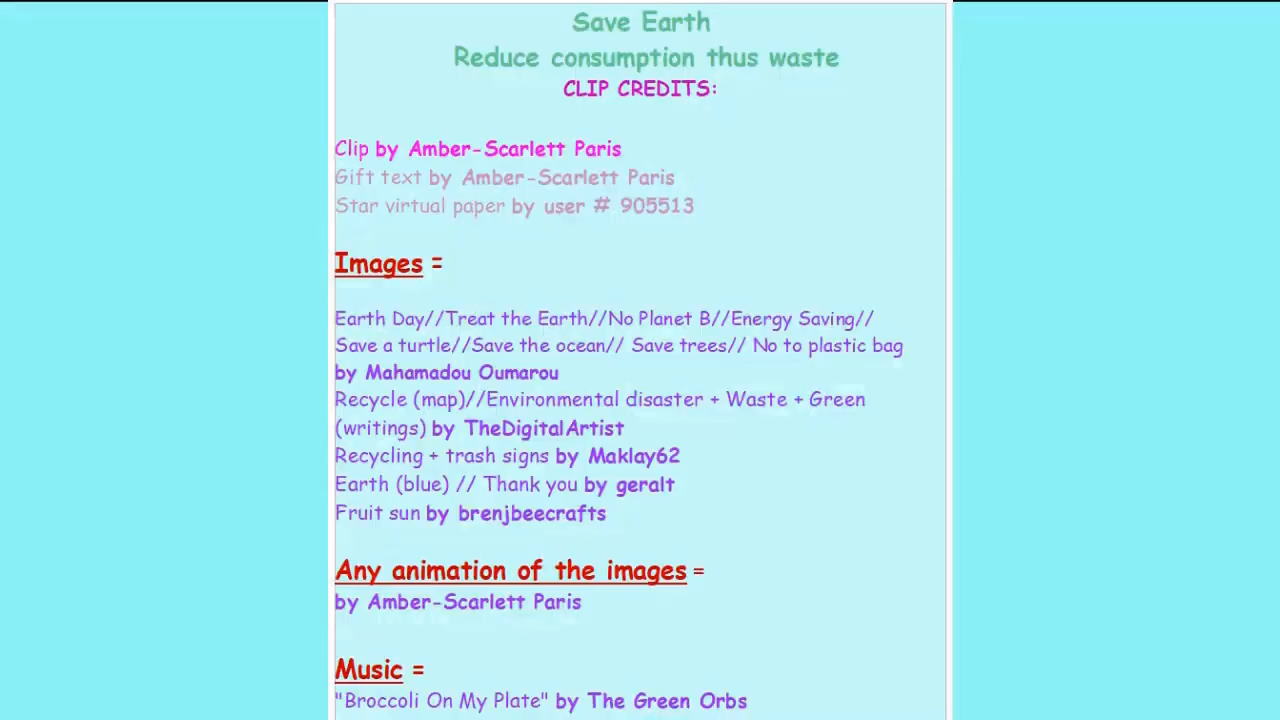 Save Earth
Reduce consumption thus waste
CLIP CREDITS:
Clip by Amber-Scarlett Paris
Gift text by Amber-Scarlett Paris
Star virtual paper by user # 905513
Images =
Earth Day//Treat the Earth//No Planet B//Energy Saving//
Save a turtle//Save the ocean// Save trees// No to plastic bag
by Mahamadou Oumarou
Recycle (map)//Environmental disaster + Waste + Green
(writings) by TheDigitalArtist
Recycling + trash signs by Maklay62
Earth (blue) // Thank you by geralt
Fruit sun by brenjbeecrafts
Any animation of the images =
by Amber-Scarlett Paris
Music =
"Broccoli On My Plate" by The Green Orbs